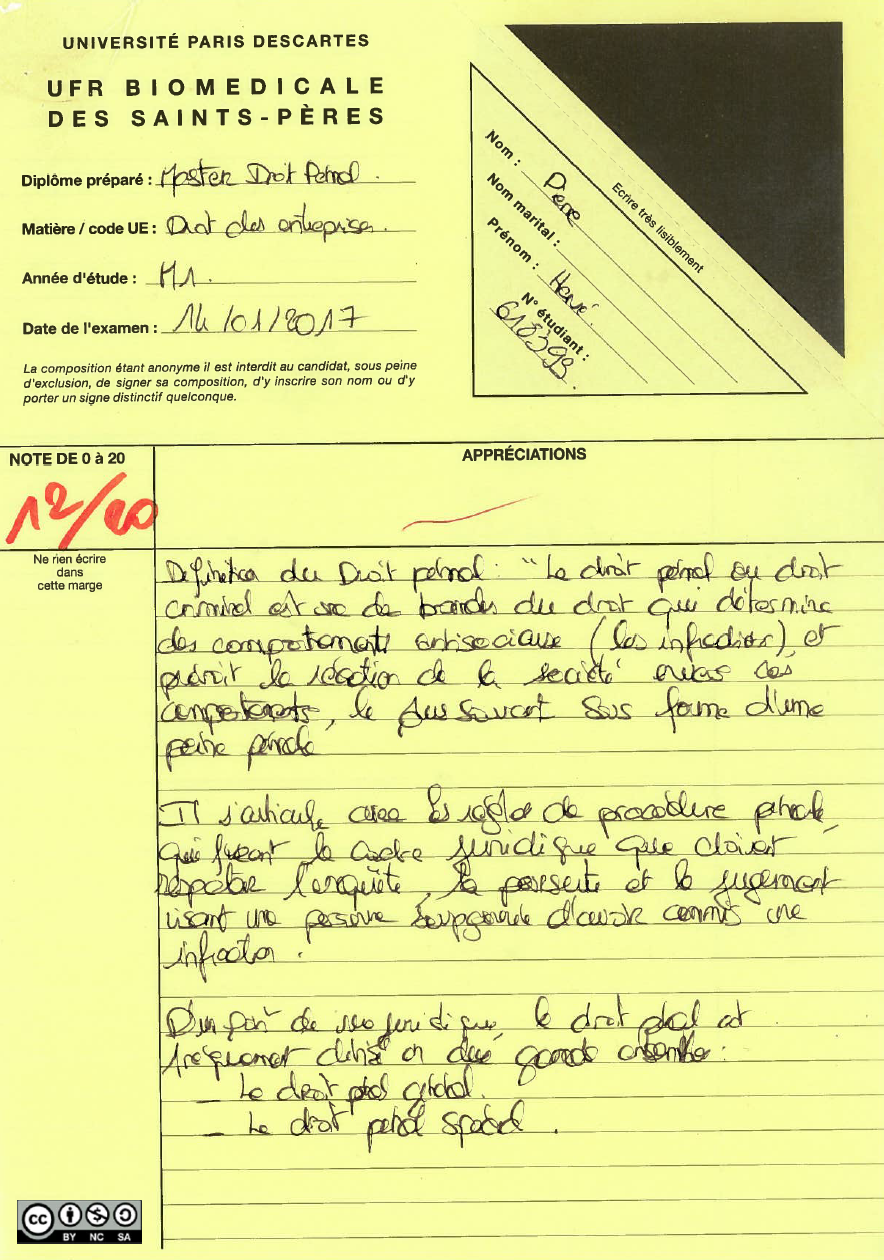 UNIVERSITÉ PARIS DESCARTES
UFR BIOMEDICALE
DES SAINTS-PÈRES
Diplôme préparé : Master Droit Pénal.
Matière / code UE : Droit des entreprises.
Année d'étude : M1.
Date de l'examen : 14/01/2017
La composition étant anonyme il est interdit au candidat, sous peine
d'exclusion, de signer sa composition, d'y inscrire son nom ou d'y
porter un signe distinctif quelconque.
Ecrire très lisiblement
Nom : Pierre
Nom marital :
Prénom : Hervé.
N° étudiant :
618393.
NOTE DE 0 à 20
12/20
APPRÉCIATIONS
Ne rien écrire
dans
cette marge
Définition du Droit pénal : "Le droit pénal ou droit
criminel est une des branches du droit qui détermine
des comportements antisociaux (les infractions), et
prévoit la réaction de la société envers ces
comportements, le plus souvent sous forme d'une
peine pénale
Il s'articule avec les règles de procédure pénale,
qui fixent le cadre juridique que doivent
respecter l'enquête, la poursuite et le jugement
visant une personne soupçonnée d'avoir commis une
infraction.
D'un point de vue juridique, le droit pénal est
fréquemment divisé en deux grands ensembles :
– Le droit pénal général.
– Le droit pénal spécial.
cc
BY NC SA